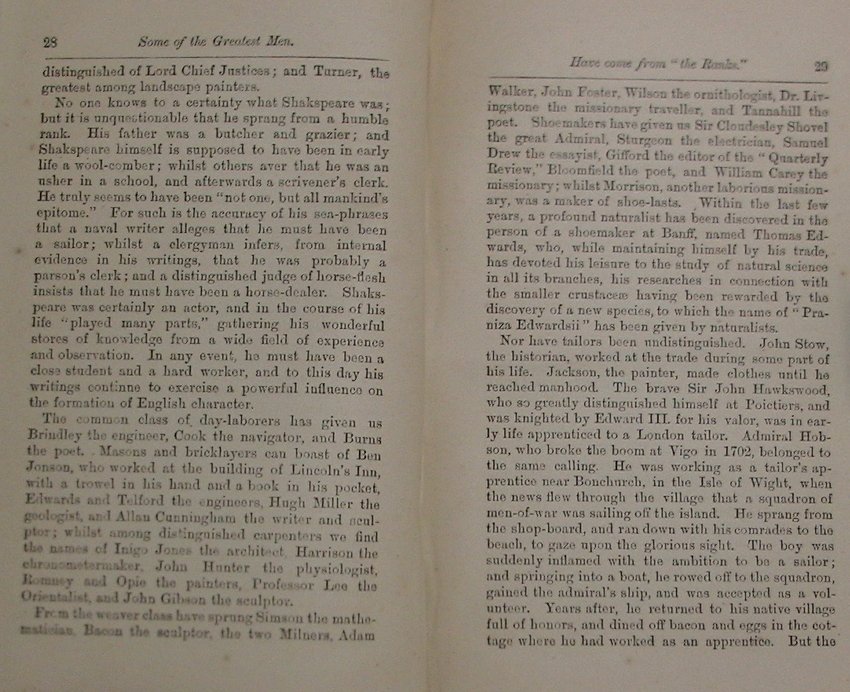 28 Some of the Greatest Men.
distinguished of Lord Chief Justices; and Turner, the
greatest among landscape painters.
No one knows to a certainty what Shakspeare was;
but it is unquestionable that he sprang from a humble
rank. His father was a butcher and grazier; and
Shakspeare himself is supposed to have been in early
life a wool-comber; whilst others aver that he was an
usher in a school, and afterwards a scrivener's clerk.
He truly seems to have been "not one, but all mankind's
epitome." For such is the accuracy of his sea-phrases
that a naval writer alleges that he must have been
a sailor; whilst a clergyman infers, from internal
evidence in his writings, that he was probably a
parson's clerk; and a distinguished judge of horse-flesh
insists that he must have been a horse-dealer. Shaks-
peare was certainly an actor, and in the course of his
life "played many parts," gathering his wonderful
stores of knowledge from a wide field of experience
and observation. In any event, he must have been a
close student and a hard worker, and to this day his
writings continue to exercise a powerful influence on
the formation of English character.
The common class of day-laborers has given us
Brindley the engineer, Cook the navigator, and Burns
the poet. Masons and bricklayers can boast of Ben
Jonson, who worked at the building of Lincoln's Inn,
with a trowel in his hand and a book in his pocket,
Edwards and Telford the engineers, Hugh Miller the
geologist, and Allan Cunningham the writer and scul-
ptor; whilst among distinguished carpenters we find
the names of Inigo Jones the architect, Harrison the
chronometermaker, John Hunter the physiologist,
Romney and Opie the painters, Professor Lee the
Orientalist, and John Gibson the sculptor.
From the weaver class have sprung Simson the mathe-
matician, Bacon the sculptor, the two Milners, Adam
Have come from "the Ranks." 29
Walker, John Foster, Wilson the ornithologist, Dr. Liv-
ingstone the missionary traveller, and Tannahill the
poet. Shoemakers have given us Sir Cloudesley Shovel
the great Admiral, Sturgeon the electrician, Samuel
Drew the essayist, Gifford the editor of the "Quarterly
Review," Bloomfield the poet, and William Carey the
missionary; whilst Morrison, another laborious mission-
ary, was a maker of shoe-lasts. Within the last few
years, a profound naturalist has been discovered in the
person of a shoemaker at Banff, named Thomas Ed-
wards, who, while maintaining himself by his trade,
has devoted his leisure to the study of natural science
in all its branches, his researches in connection with
the smaller crustaceæ having been rewarded by the
discovery of a new species, to which the name of "Pra-
niza Edwardsii" has been given by naturalists.
Nor have tailors been undistinguished. John Stow,
the historian, worked at the trade during some part of
his life. Jackson, the painter, made clothes until he
reached manhood. The brave Sir John Hawkswood,
who so greatly distinguished himself at Poictiers, and
was knighted by Edward III. for his valor, was in ear-
ly life apprenticed to a London tailor. Admiral Hob-
son, who broke the boom at Vigo in 1702, belonged to
the same calling. He was working as a tailor's ap-
prentice near Bonchurch, in the Isle of Wight, when
the news flew through the village that a squadron of
men-of-war was sailing off the island. He sprang from
the shop-board, and ran down with his comrades to the
beach, to gaze upon the glorious sight. The boy was
suddenly inflamed with the ambition to be a sailor;
and springing into a boat, he rowed off to the squadron,
gained the admiral's ship, and was accepted as a vol-
unteer. Years after, he returned to his native village
full of honors, and dined off bacon and eggs in the cot-
tage where he had worked as an apprentice. But the